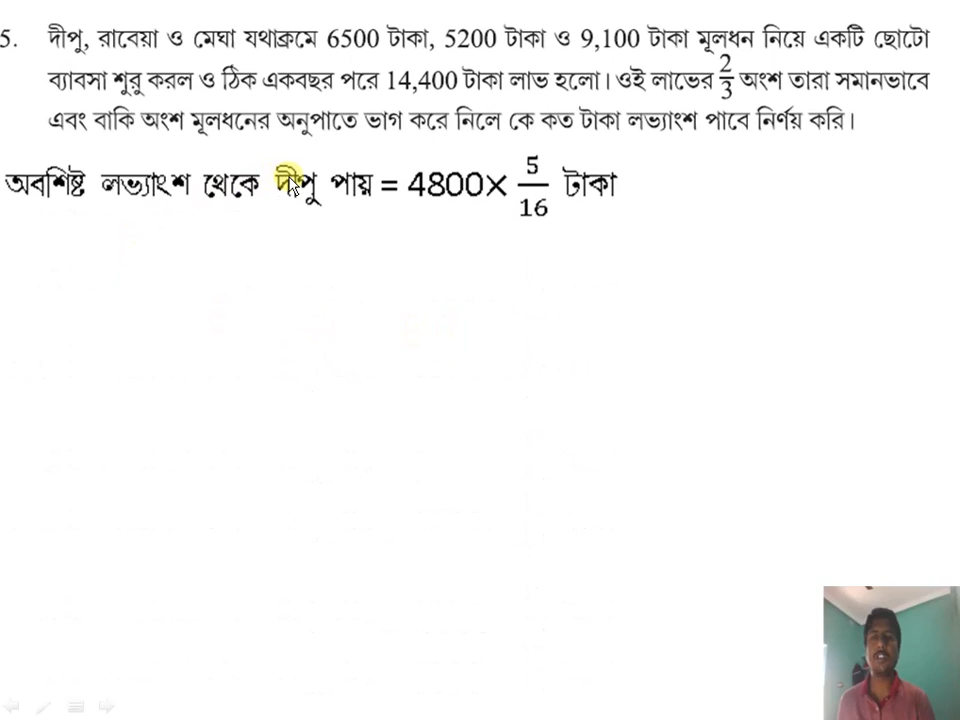 5. দীপু, রাবেয়া ও মেঘা যথাক্রমে 6500 টাকা, 5200 টাকা ও 9,100 টাকা মূলধন নিয়ে একটি ছোটো
ব্যাবসা শুরু করল ও ঠিক একবছর পরে 14,400 টাকা লাভ হলো। ওই লাভের 2/3 অংশ তারা সমানভাবে
এবং বাকি অংশ মূলধনের অনুপাতে ভাগ করে নিলে কে কত টাকা লভ্যাংশ পাবে নির্ণয় করি।
অবশিষ্ট লভ্যাংশ থেকে দীপু পায় = 4800× 5/16 টাকা